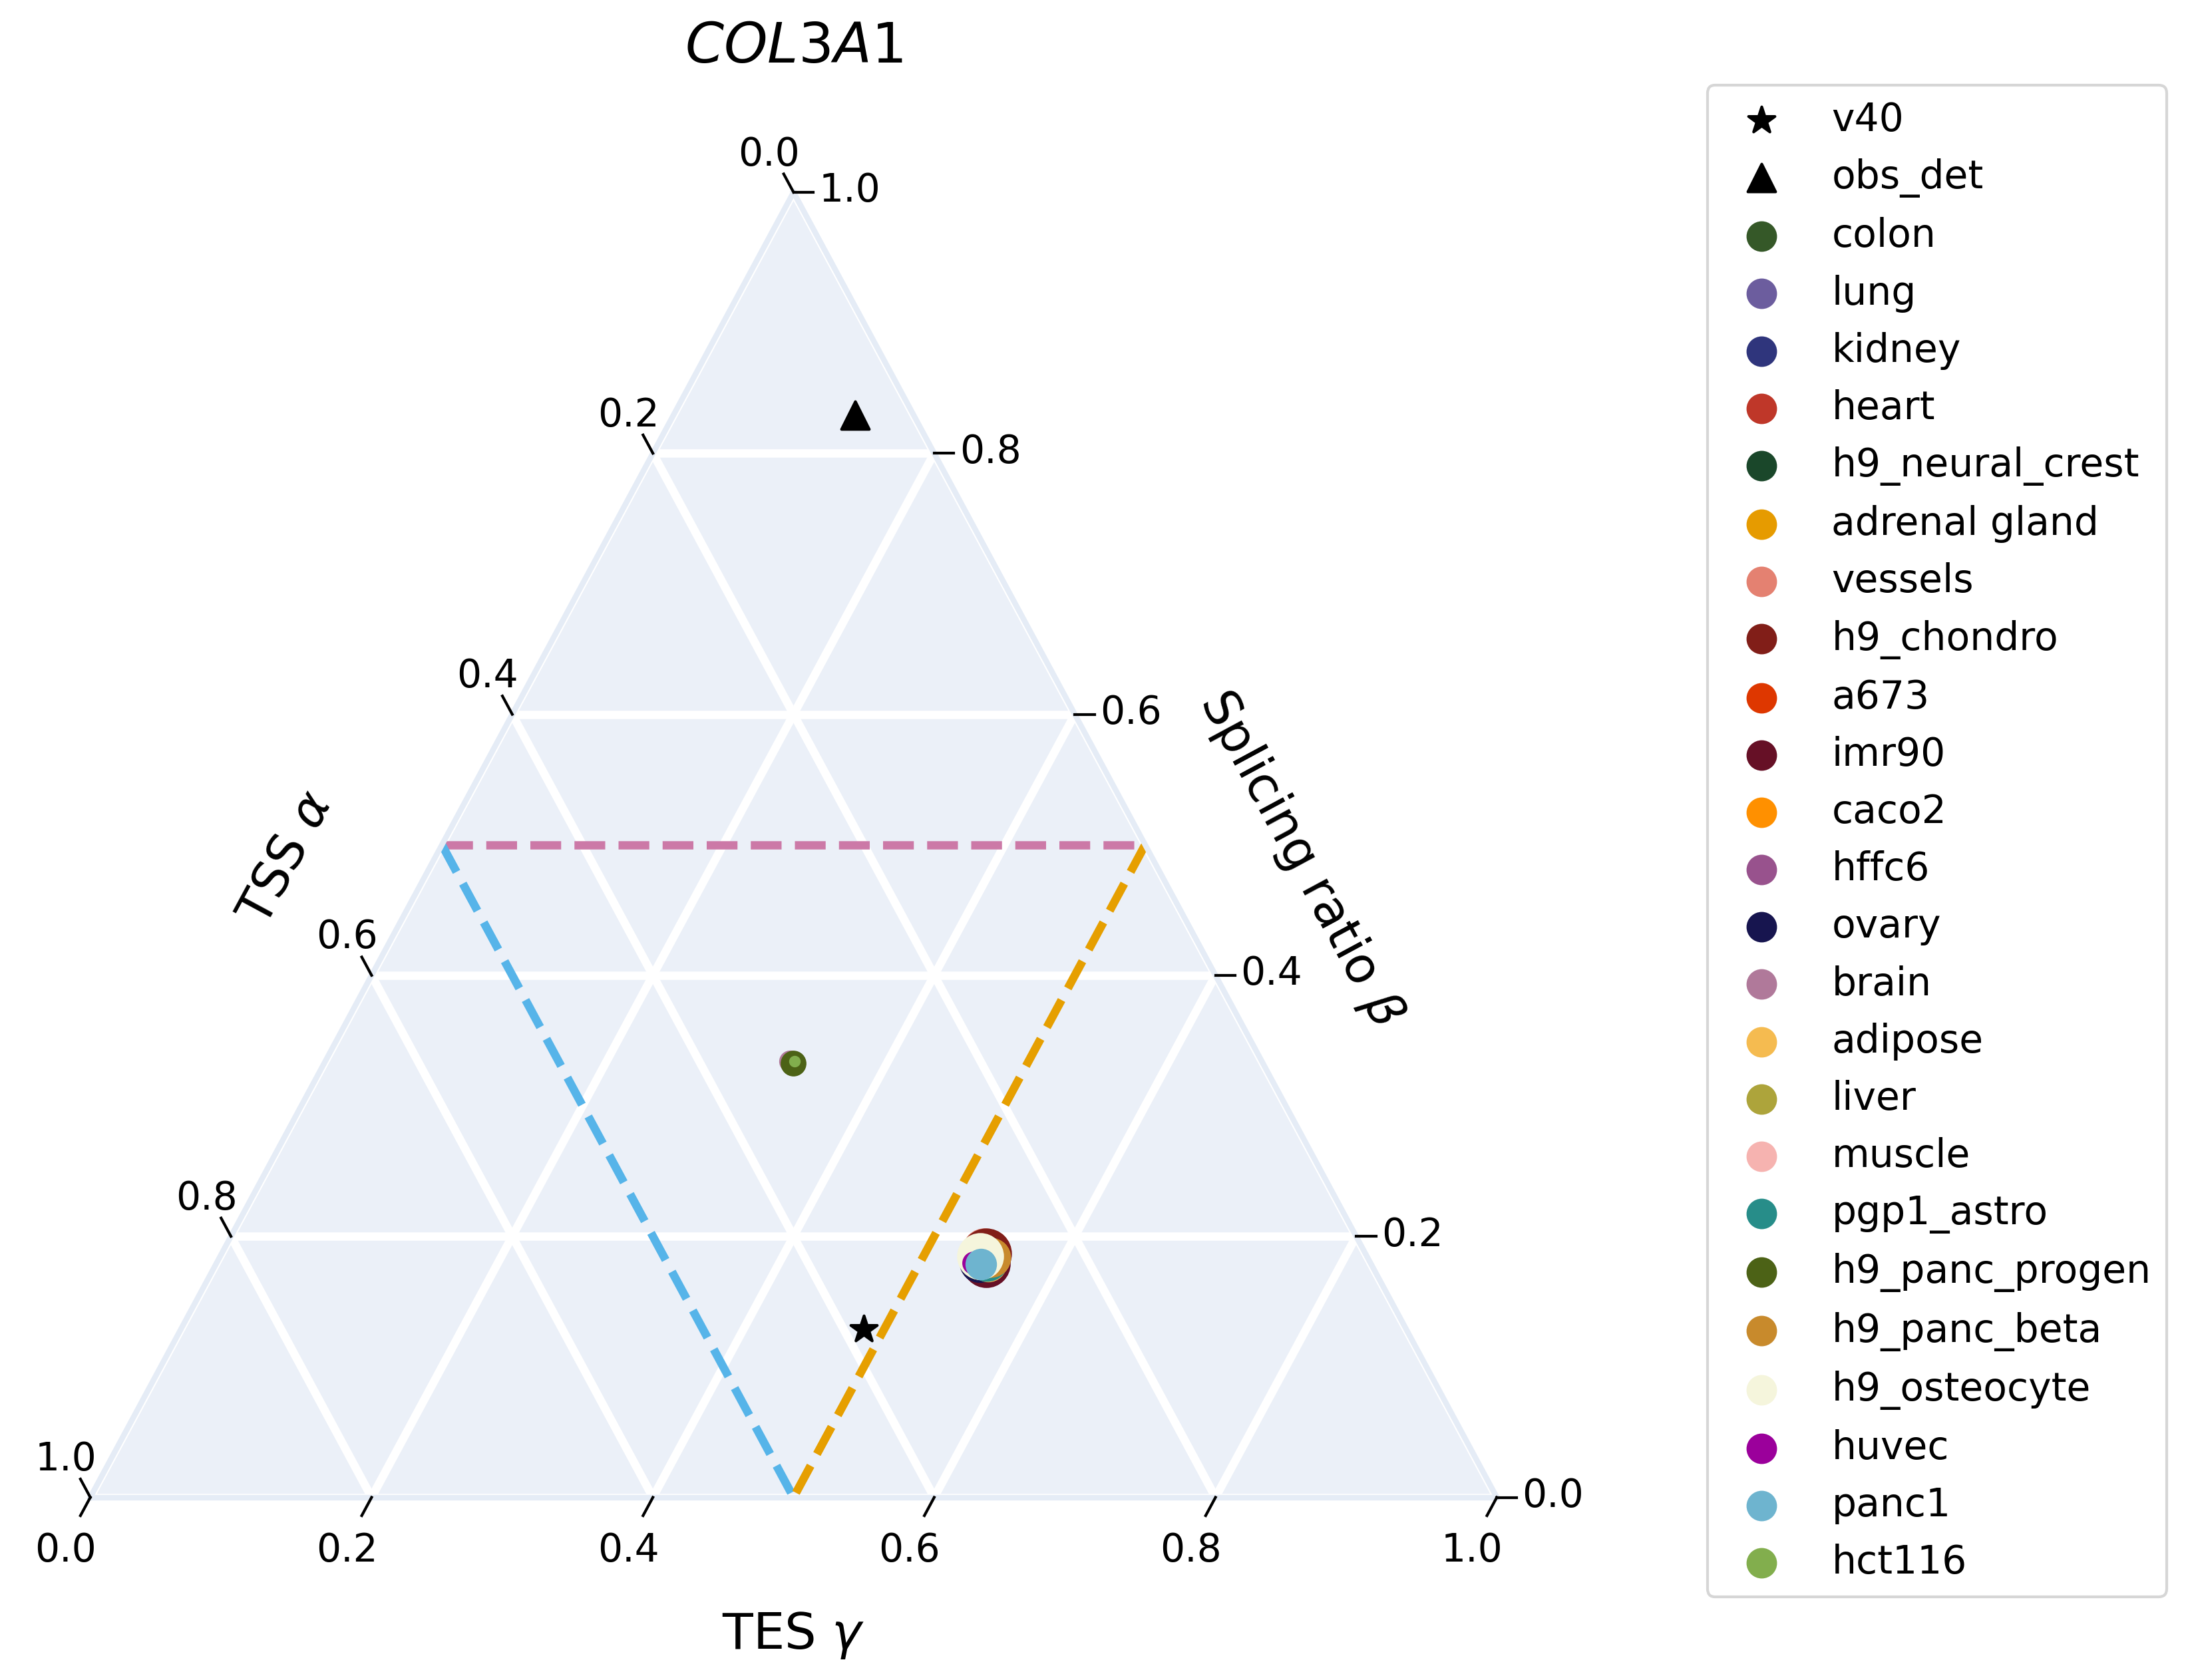 COL3A1
0.0
1.0
0.2
0.8
0.4
0.6
TSS α
Splicing ratio β
0.6
0.4
0.8
0.2
1.0
0.0
0.0
0.2
0.4
0.6
0.8
1.0
TES γ
v40
obs_det
colon
lung
kidney
heart
h9_neural_crest
adrenal gland
vessels
h9_chondro
a673
imr90
caco2
hffc6
ovary
brain
adipose
liver
muscle
pgp1_astro
h9_panc_progen
h9_panc_beta
h9_osteocyte
huvec
panc1
hct116